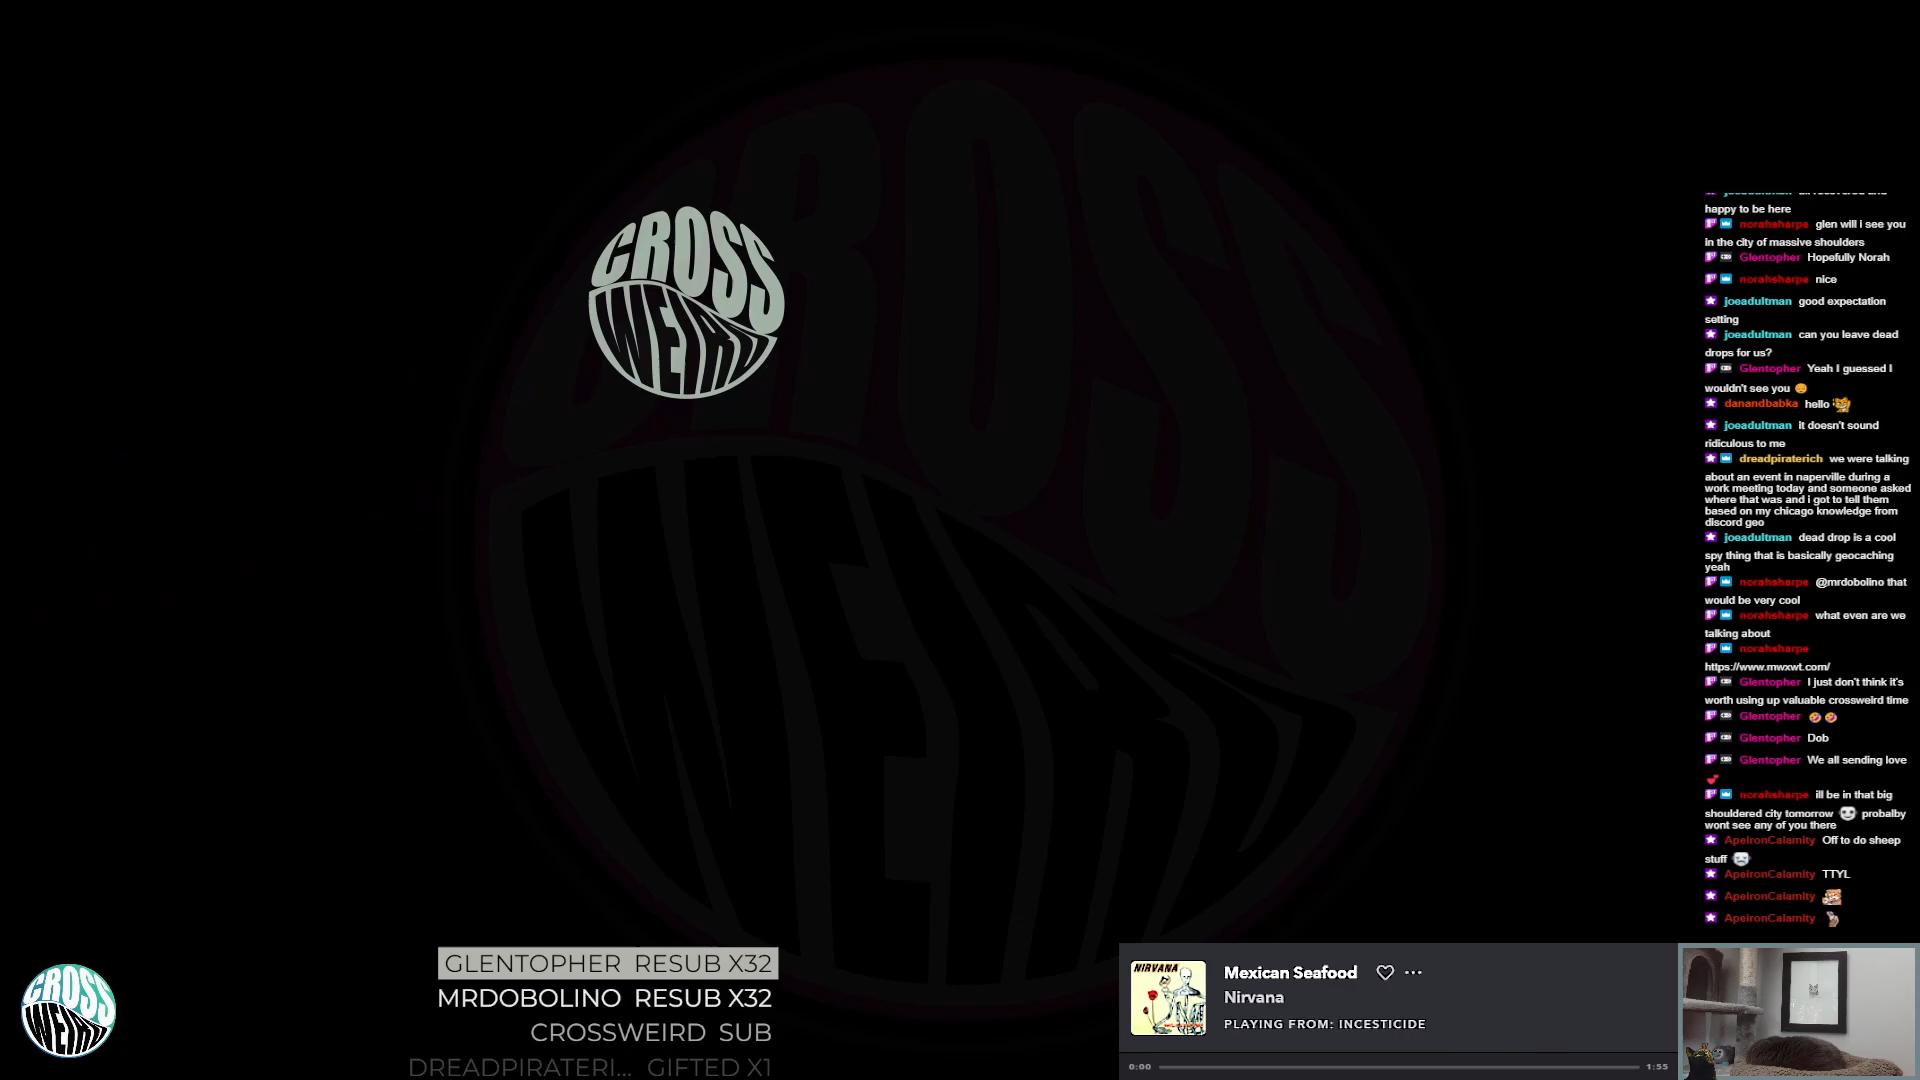 CROSS
WEIRD
CROSS
WEIRD
happy to be here
norahsharpe glen will i see you
in the city of massive shoulders
Glentopher Hopefully Norah
norahsharpe nice
joeadultman good expectation
setting
joeadultman can you leave dead
drops for us?
Glentopher Yeah I guessed I
wouldn't see you
danandbabka hello
joeadultman it doesn't sound
ridiculous to me
dreadpiraterich we were talking
about an event in naperville during a
work meeting today and someone asked
where that was and i got to tell them
based on my chicago knowledge from
discord geo
joeadultman dead drop is a cool
spy thing that is basically geocaching
yeah
norahsharpe @mrdobolino that
would be very cool
norahsharpe what even are we
talking about
norahsharpe
https://www.mwxwt.com/
Glentopher I just don't think it's
worth using up valuable crossweird time
Glentopher
Glentopher Dob
Glentopher We all sending love
norahsharpe ill be in that big
shouldered city tomorrow probalby
wont see any of you there
ApeironCalamity Off to do sheep
stuff
ApeironCalamity TTYL
ApeironCalamity
ApeironCalamity
CROSS
WEIRD
GLENTOPHER RESUB X32
MRDOBOLINO RESUB X32
CROSSWEIRD SUB
DREADPIRATERI... GIFTED X1
NIRVANA
Mexican Seafood
Nirvana
PLAYING FROM: INCESTICIDE
0:00 1:55